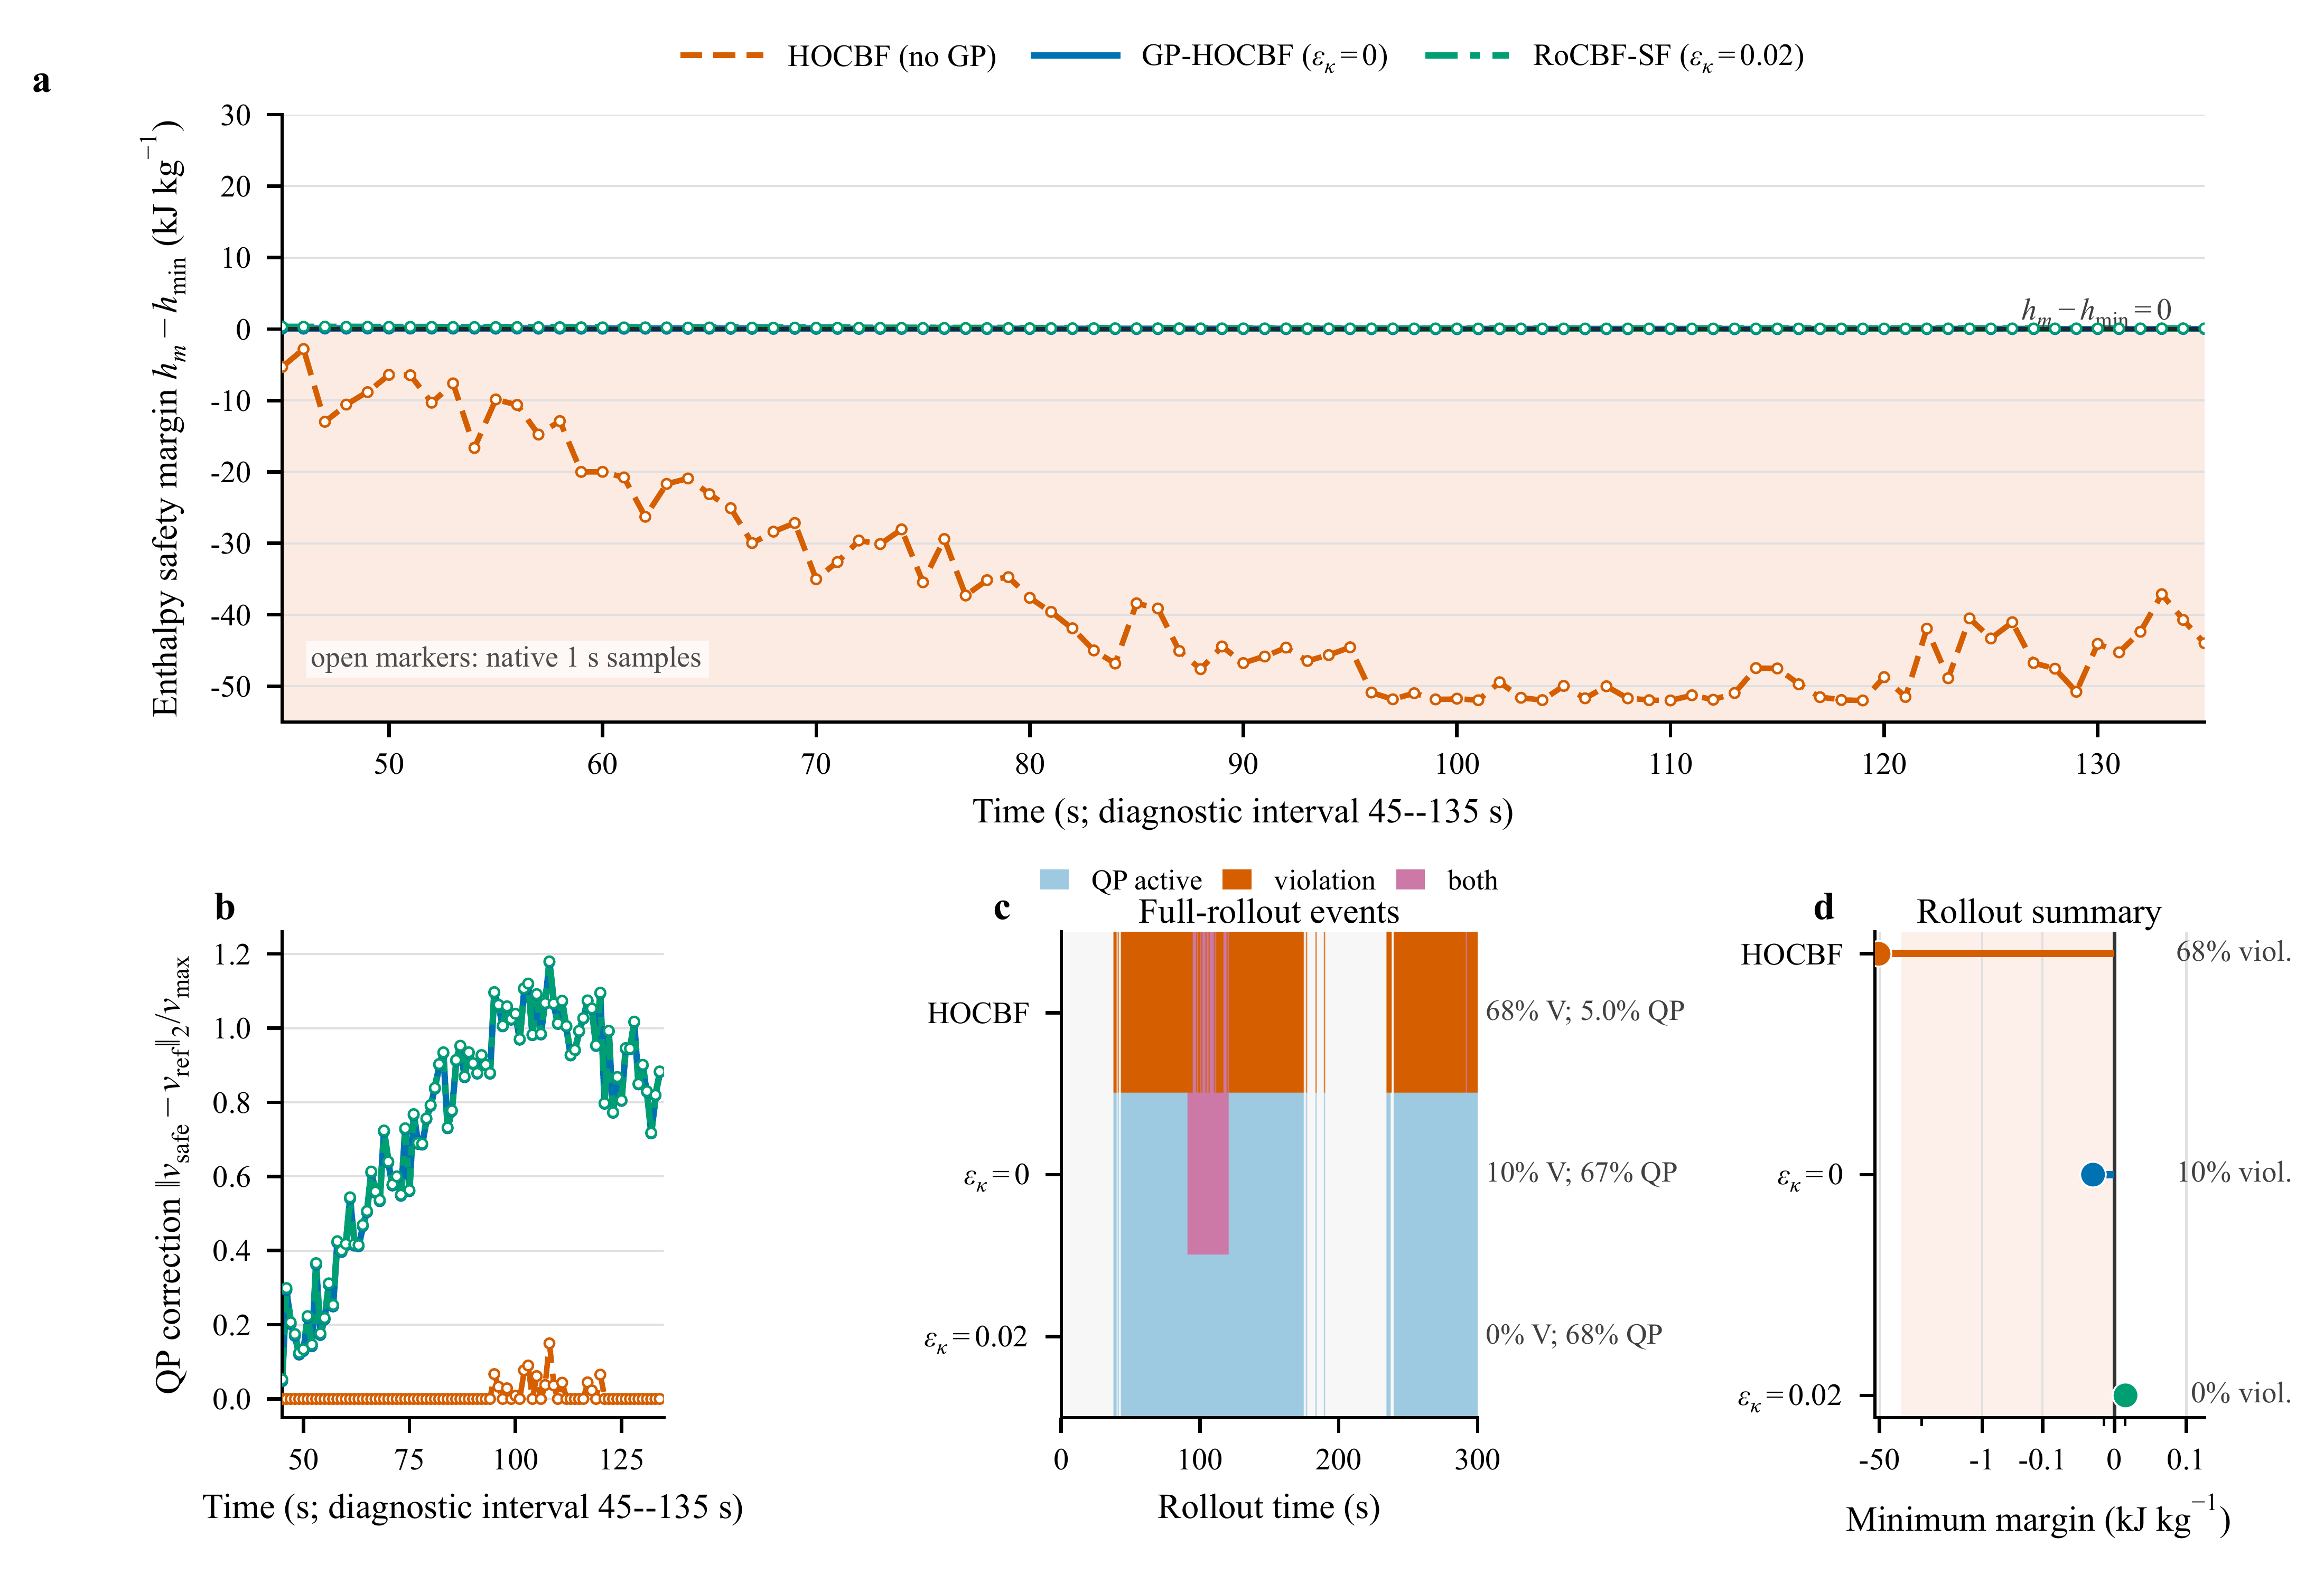 HOCBF (no GP)
GP-HOCBF (εκ=0)
RoCBF-SF (εκ=0.02)
a
Enthalpy safety margin hm − hmin (kJ kg−1)
30
20
10
0
-10
-20
-30
-40
-50
hm − hmin = 0
open markers: native 1 s samples
50
60
70
80
90
100
110
120
130
Time (s; diagnostic interval 45--135 s)
b
QP correction ‖vsafe − vref‖2/vmax
1.2
1.0
0.8
0.6
0.4
0.2
0.0
50
75
100
125
Time (s; diagnostic interval 45--135 s)
QP active
violation
both
c
Full-rollout events
HOCBF
68% V; 5.0% QP
εκ=0
10% V; 67% QP
εκ=0.02
0% V; 68% QP
0
100
200
300
Rollout time (s)
d
Rollout summary
HOCBF
68% viol.
εκ=0
10% viol.
εκ=0.02
0% viol.
-50
-1
-0.1
0
0.1
Minimum margin (kJ kg−1)